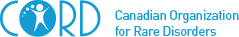 CORD
Canadian Organization
for Rare Disorders